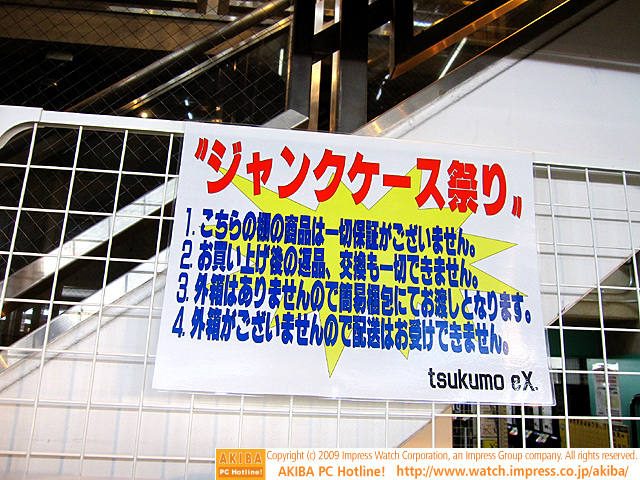 〝ジャンクケース祭り〟
1. こちらの棚の商品は一切保証がございません。
2. お買い上げ後の返品、交換も一切できません。
3. 外箱はありませんので簡易梱包にてお渡しとなります。
4. 外箱がございませんので配送はお受けできません。
tsukumo eX.
AKIBA
PC Hotline!
Copyright (c) 2009 Impress Watch Corporation, an Impress Group company. All rights reserved.
AKIBA PC Hotline! http://www.watch.impress.co.jp/akiba/